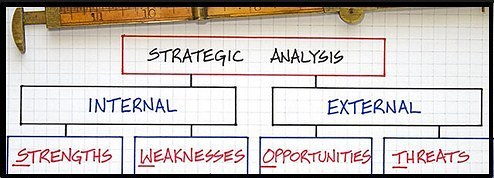 STRATEGIC ANALYSIS
INTERNAL EXTERNAL
STRENGTHS WEAKNESSES OPPORTUNITIES THREATS